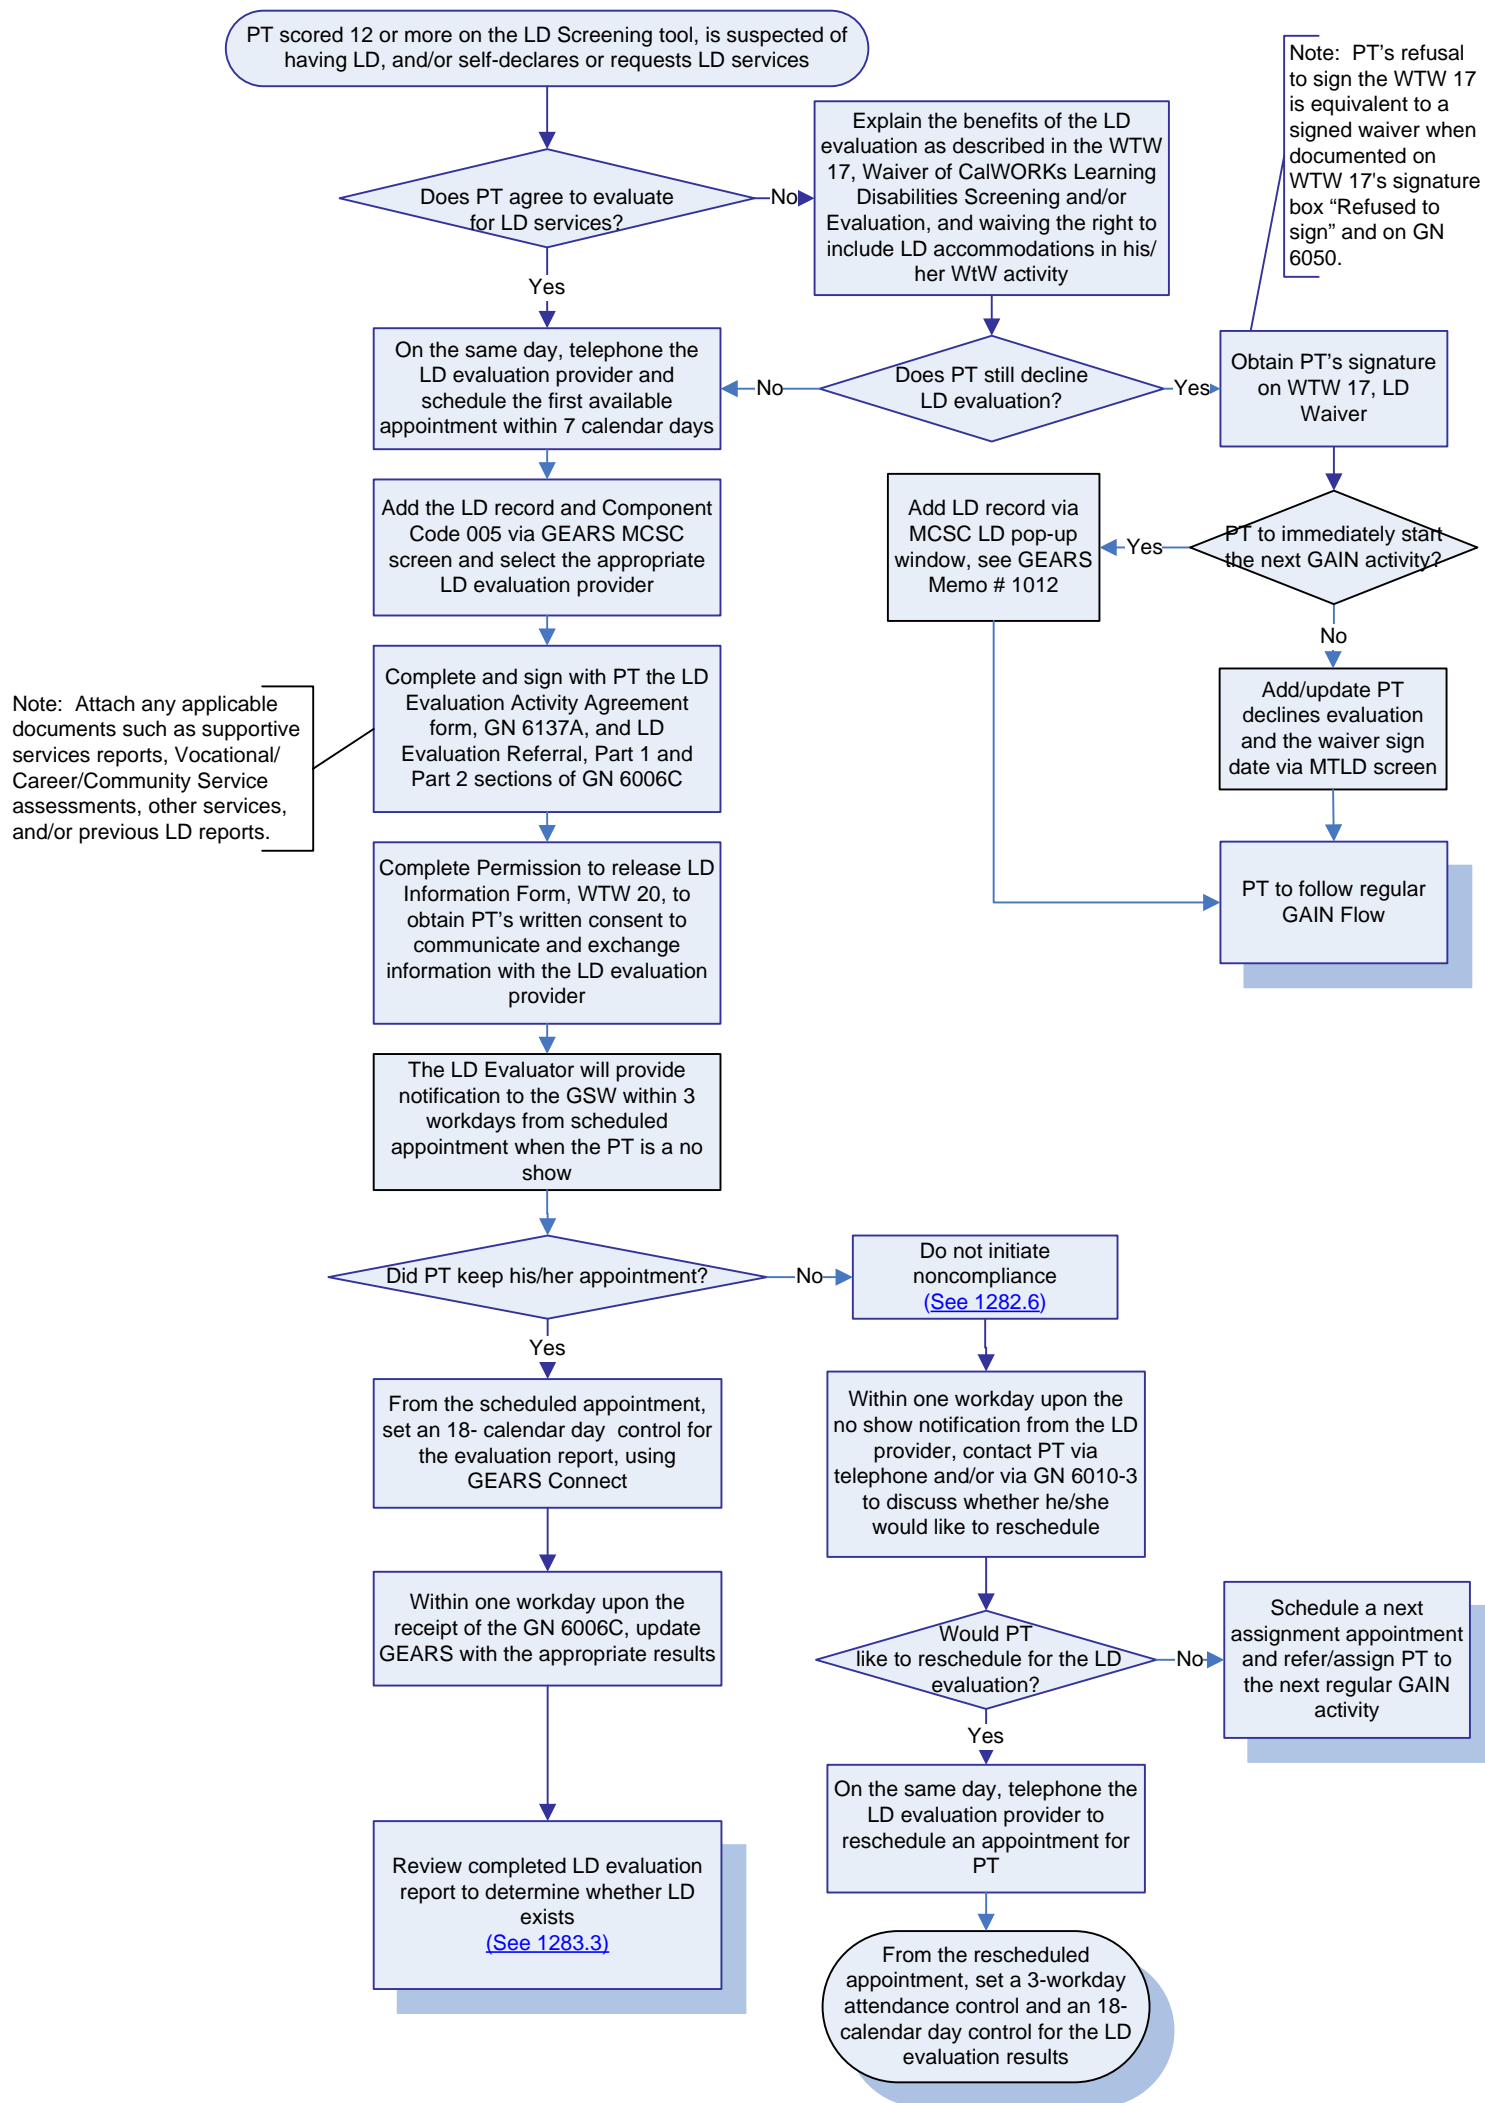 PT scored 12 or more on the LD Screening tool, is suspected of
having LD, and/or self-declares or requests LD services
Does PT agree to evaluate
for LD services?
No
Explain the benefits of the LD
evaluation as described in the WTW
17, Waiver of CalWORKs Learning
Disabilities Screening and/or
Evaluation, and waiving the right to
include LD accommodations in his/
her WtW activity
Note:  PT's refusal
to sign the WTW 17
is equivalent to a
signed waiver when
documented on
WTW 17's signature
box “Refused to
sign” and on GN
6050.
Yes
On the same day, telephone the
LD evaluation provider and
schedule the first available
appointment within 7 calendar days
No
Does PT still decline
LD evaluation?
Yes
Obtain PT's signature
on WTW 17, LD
Waiver
Add the LD record and Component
Code 005 via GEARS MCSC
screen and select the appropriate
LD evaluation provider
Add LD record via
MCSC LD pop-up
window, see GEARS
Memo # 1012
Yes
PT to immediately start
the next GAIN activity?
No
Note:  Attach any applicable
documents such as supportive
services reports, Vocational/
Career/Community Service
assessments, other services,
and/or previous LD reports.
Complete and sign with PT the LD
Evaluation Activity Agreement
form, GN 6137A, and LD
Evaluation Referral, Part 1 and
Part 2 sections of GN 6006C
Add/update PT
declines evaluation
and the waiver sign
date via MTLD screen
Complete Permission to release LD
Information Form, WTW 20, to
obtain PT's written consent to
communicate and exchange
information with the LD evaluation
provider
PT to follow regular
GAIN Flow
The LD Evaluator will provide
notification to the GSW within 3
workdays from scheduled
appointment when the PT is a no
show
Did PT keep his/her appointment?
No
Do not initiate
noncompliance
(See 1282.6)
Yes
From the scheduled appointment,
set an 18- calendar day  control for
the evaluation report, using
GEARS Connect
Within one workday upon the
no show notification from the LD
provider, contact PT via
telephone and/or via GN 6010-3
to discuss whether he/she
would like to reschedule
Within one workday upon the
receipt of the GN 6006C, update
GEARS with the appropriate results
Would PT
like to reschedule for the LD
evaluation?
No
Schedule a next
assignment appointment
and refer/assign PT to
the next regular GAIN
activity
Yes
On the same day, telephone the
LD evaluation provider to
reschedule an appointment for
PT
Review completed LD evaluation
report to determine whether LD
exists
(See 1283.3)
From the rescheduled
appointment, set a 3-workday
attendance control and an 18-
calendar day control for the LD
evaluation results